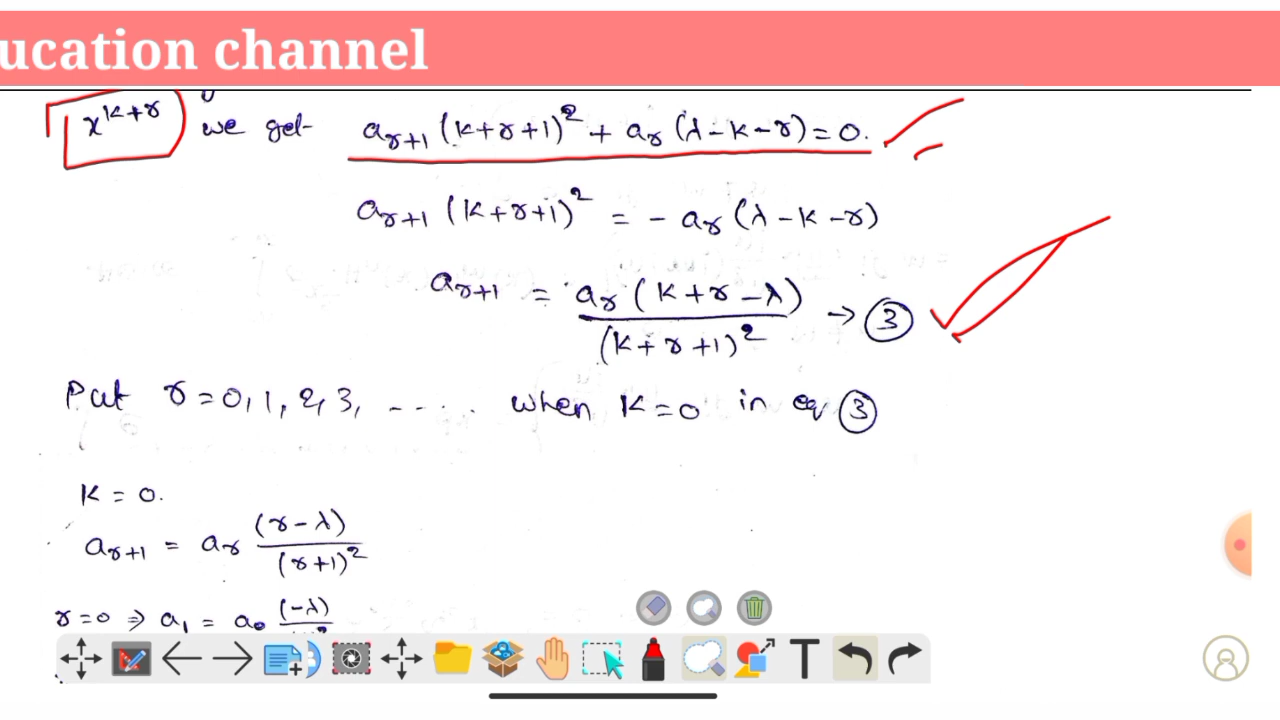 ucation channel
x^{k+r} we get- a_{r+1} (k+r+1)^2 + a_r (λ-k-r) = 0.
a_{r+1} (k+r+1)^2 = - a_r (λ-k-r)
a_{r+1} = a_r (k+r-λ) / (k+r+1)^2 → ③
Put r = 0, 1, 2, 3, ----. when k=0 in eq ③
k = 0.
a_{r+1} = a_r (r-λ) / (r+1)^2
r=0 ⇒ a_1 = a_0 (-λ)
T